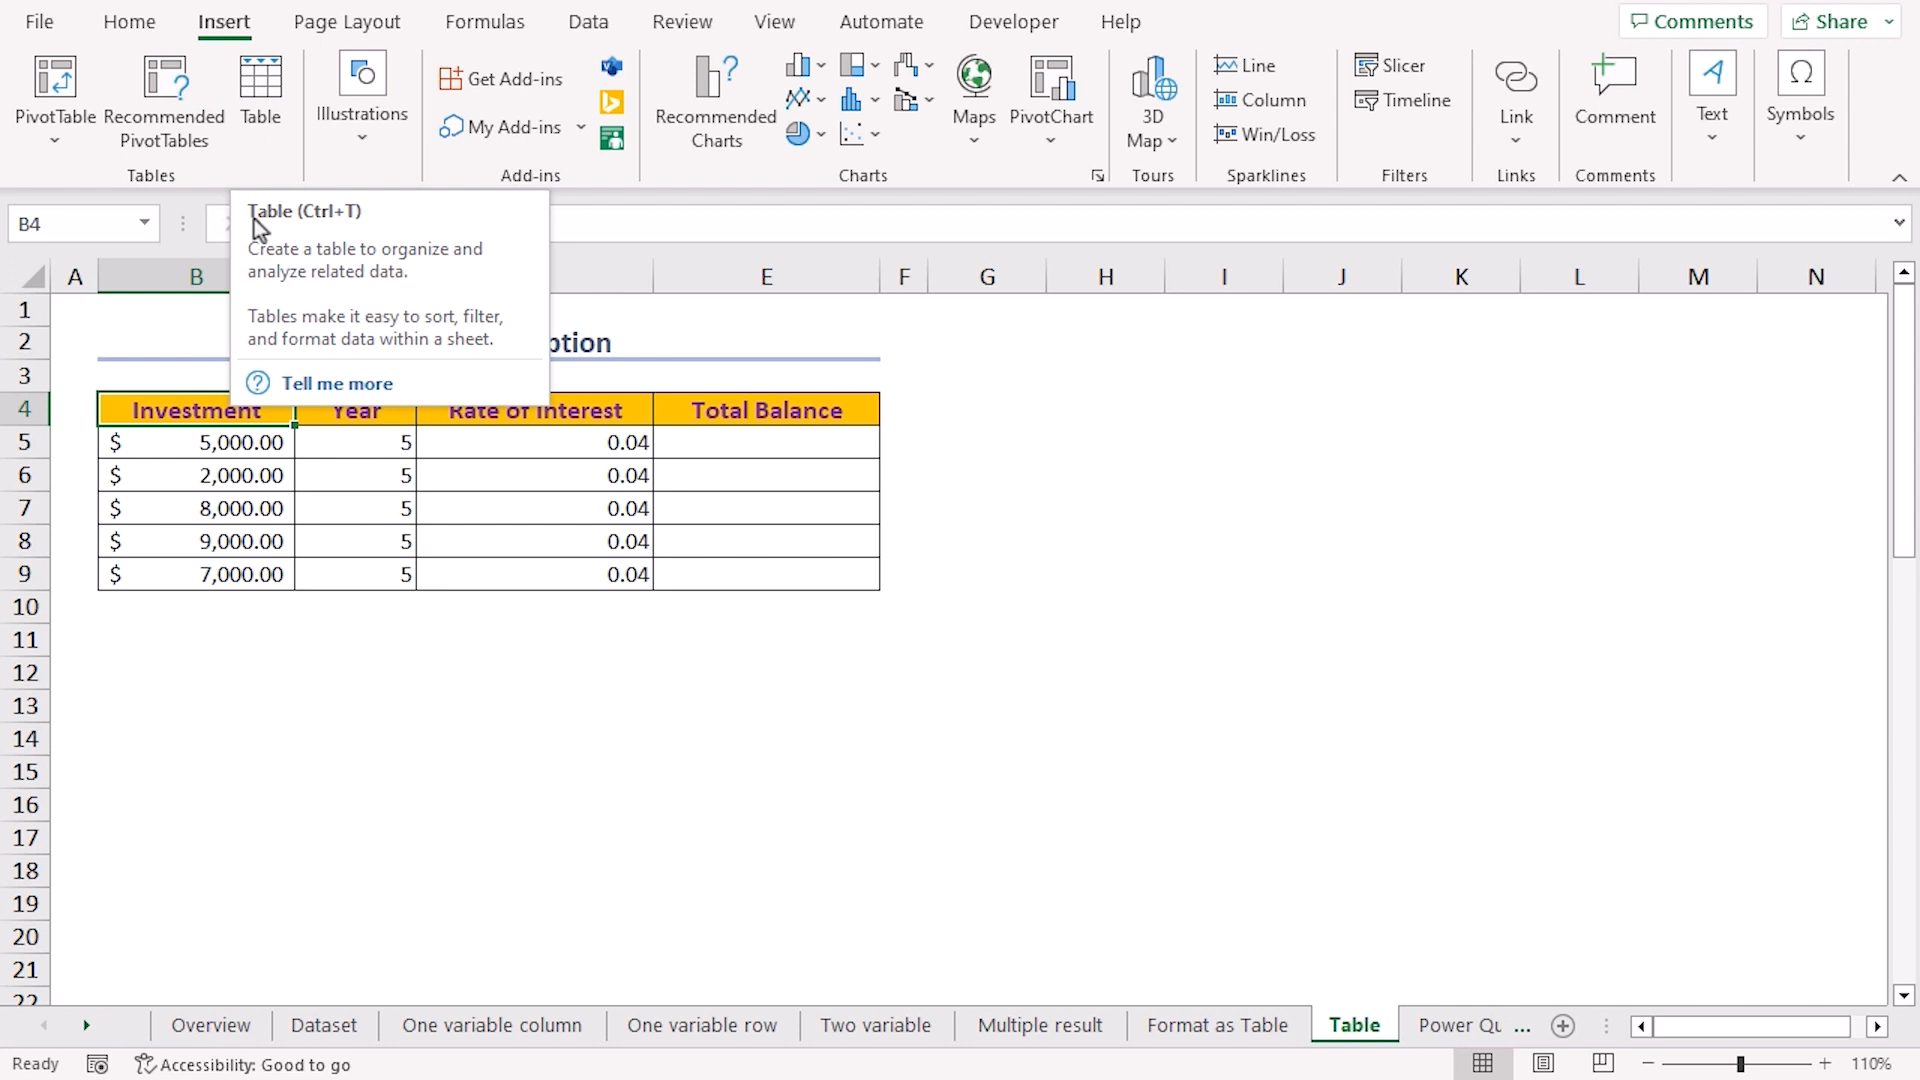 File Home Insert Page Layout Formulas Data Review View Automate Developer Help Comments Share
PivotTable
Recommended PivotTables
Table
Illustrations
Get Add-ins
My Add-ins
Recommended Charts
Maps
PivotChart
3D Map
Line
Column
Win/Loss
Slicer
Timeline
Link
Comment
Text
Symbols
Tables Add-ins Charts Tours Sparklines Filters Links Comments
B4
Table (Ctrl+T)
Create a table to organize and
analyze related data.
Tables make it easy to sort, filter,
and format data within a sheet.
Tell me more
A B E F G H I J K L M N
1
2
3
4 Investment Year Rate of Interest Total Balance
5 $ 5,000.00 5 0.04
6 $ 2,000.00 5 0.04
7 $ 8,000.00 5 0.04
8 $ 9,000.00 5 0.04
9 $ 7,000.00 5 0.04
10
11
12
13
14
15
16
17
18
19
20
21
22
Overview Dataset One variable column One variable row Two variable Multiple result Format as Table Table Power Qu ...
Ready Accessibility: Good to go 110%